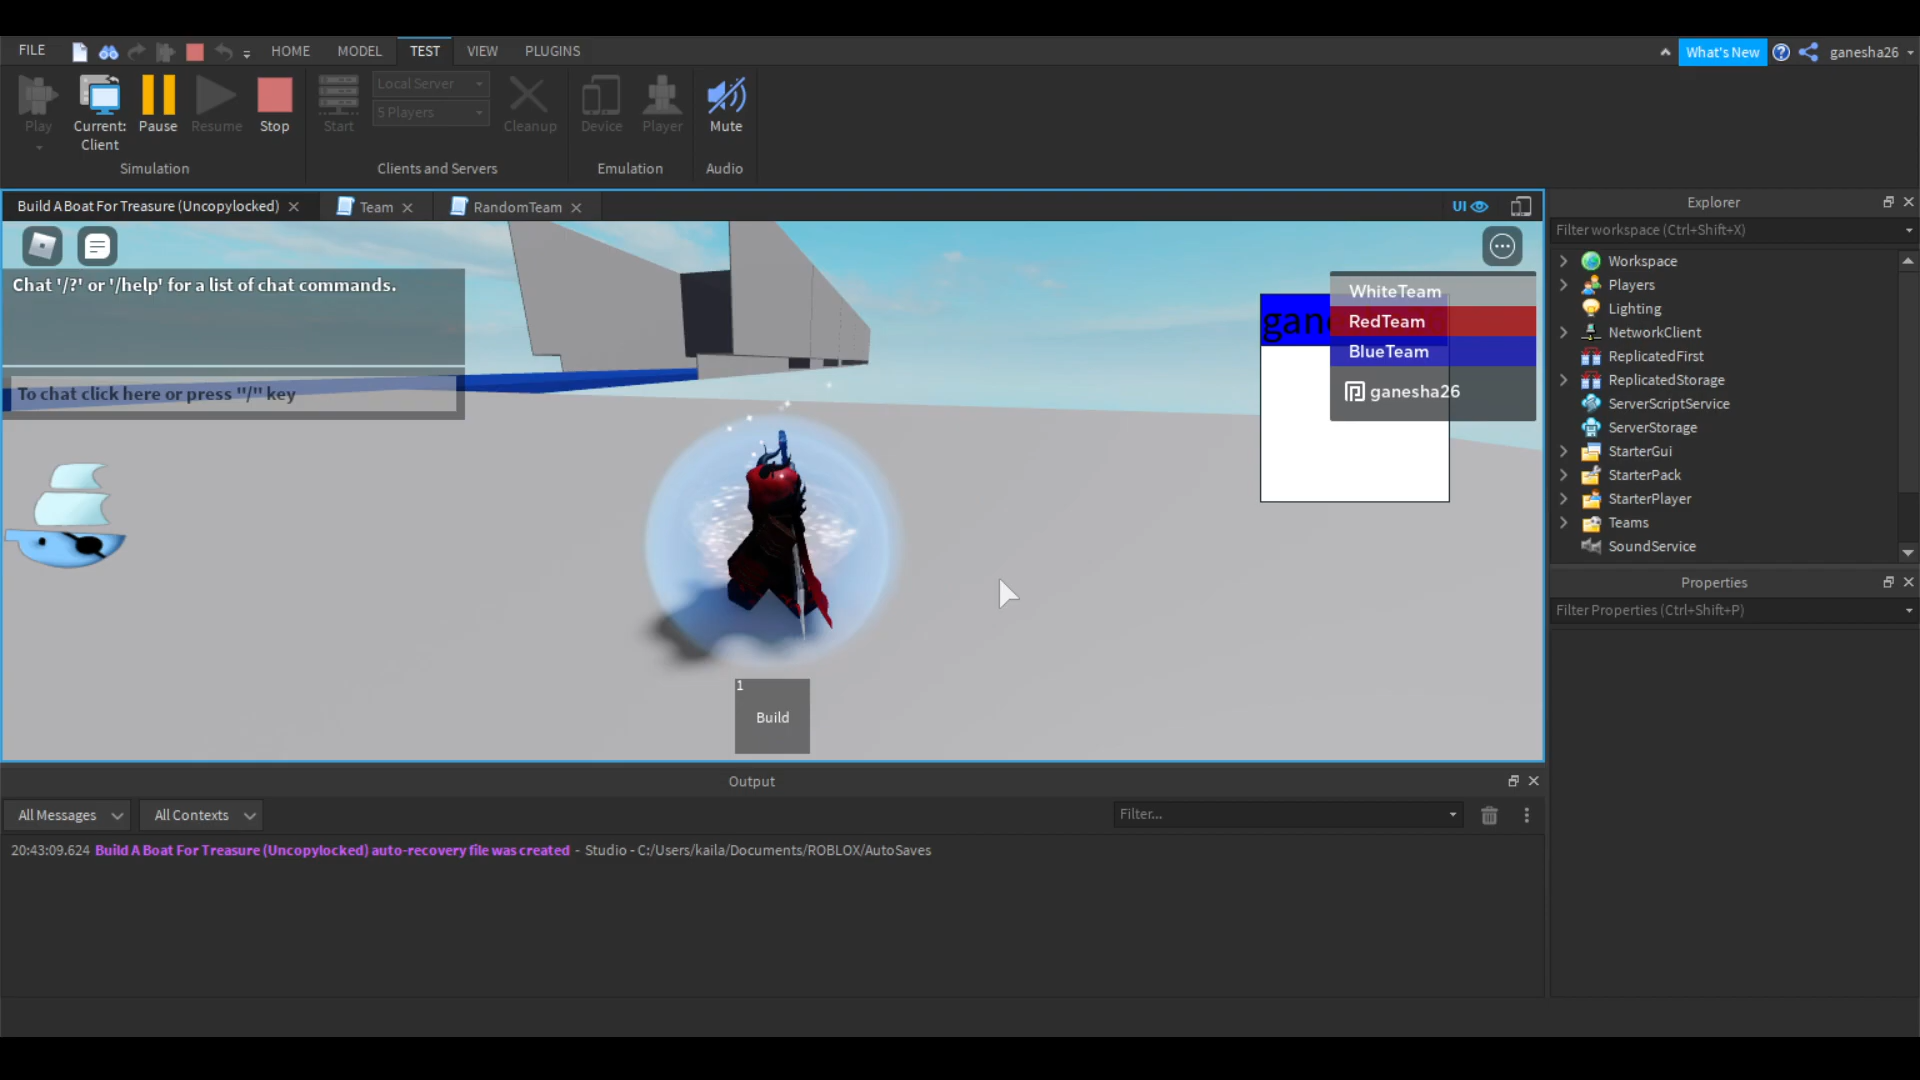 FILE
HOME
MODEL
TEST
VIEW
PLUGINS
What's New
ganesha26
Play
Current:
Client
Pause
Resume
Stop
Simulation
Start
Local Server
5 Players
Cleanup
Clients and Servers
Device
Player
Emulation
Mute
Audio
Build A Boat For Treasure (Uncopylocked)
Team
RandomTeam
UI
Chat '/?' or '/help' for a list of chat commands.
To chat click here or press "/" key
gan
WhiteTeam
RedTeam
BlueTeam
ganesha26
1
Build
Explorer
Filter workspace (Ctrl+Shift+X)
Workspace
Players
Lighting
NetworkClient
ReplicatedFirst
ReplicatedStorage
ServerScriptService
ServerStorage
StarterGui
StarterPack
StarterPlayer
Teams
SoundService
Properties
Filter Properties (Ctrl+Shift+P)
Output
All Messages
All Contexts
Filter...
20:43:09.624 Build A Boat For Treasure (Uncopylocked) auto-recovery file was created - Studio - C:/Users/kaila/Documents/ROBLOX/AutoSaves